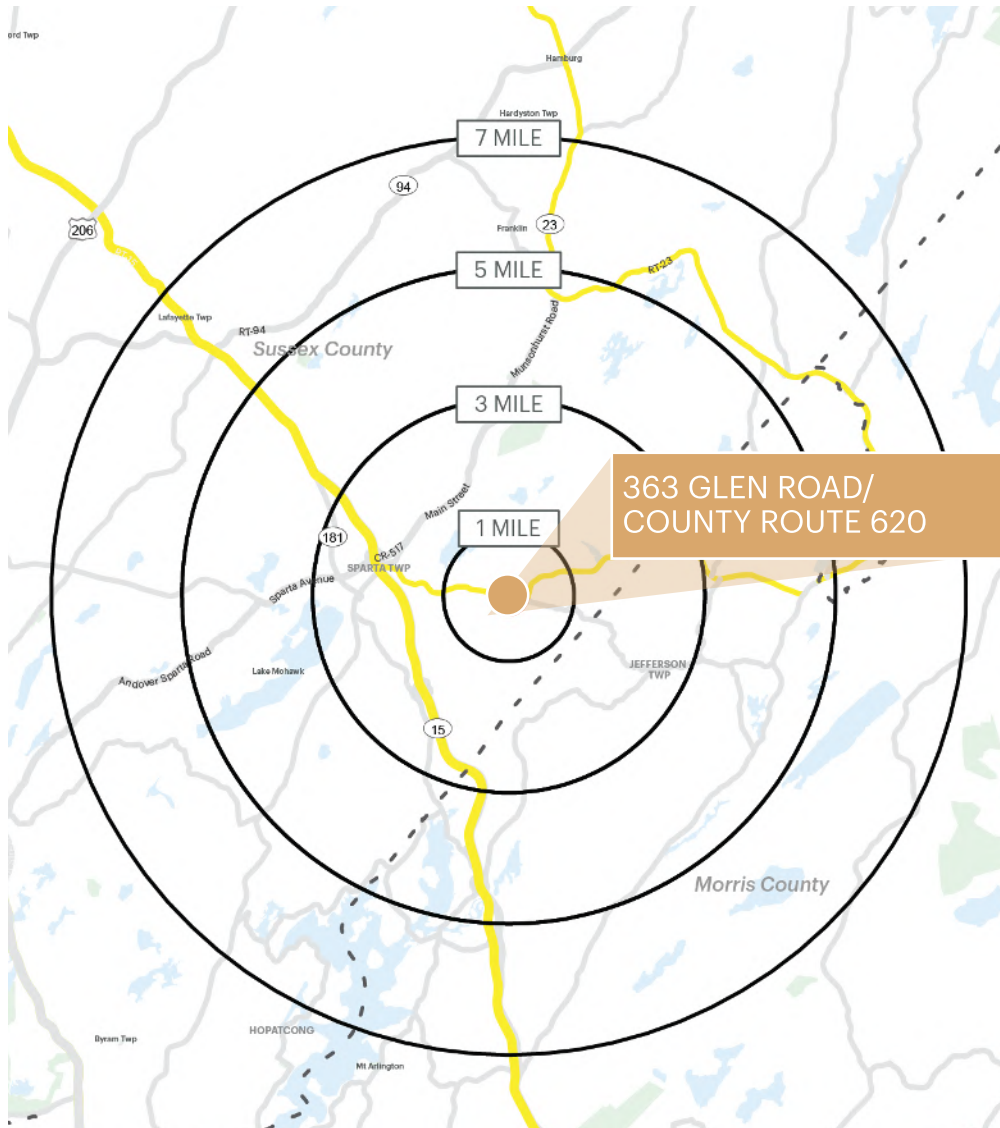 ord Twp
Hamburg
Hardyston Twp
7 MILE
94
23
Franklin
206
5 MILE
RT-23
Lafayette Twp
RT-94
Sussex County
Munsonhurst Road
3 MILE
363 GLEN ROAD/
COUNTY ROUTE 620
Main Street
1 MILE
181
CR-517
SPARTA TWP
Sparta Avenue
Andover Sparta Road
Lake Mohawk
JEFFERSON
TWP
15
Morris County
HOPATCONG
Byram Twp
Mt Arlington